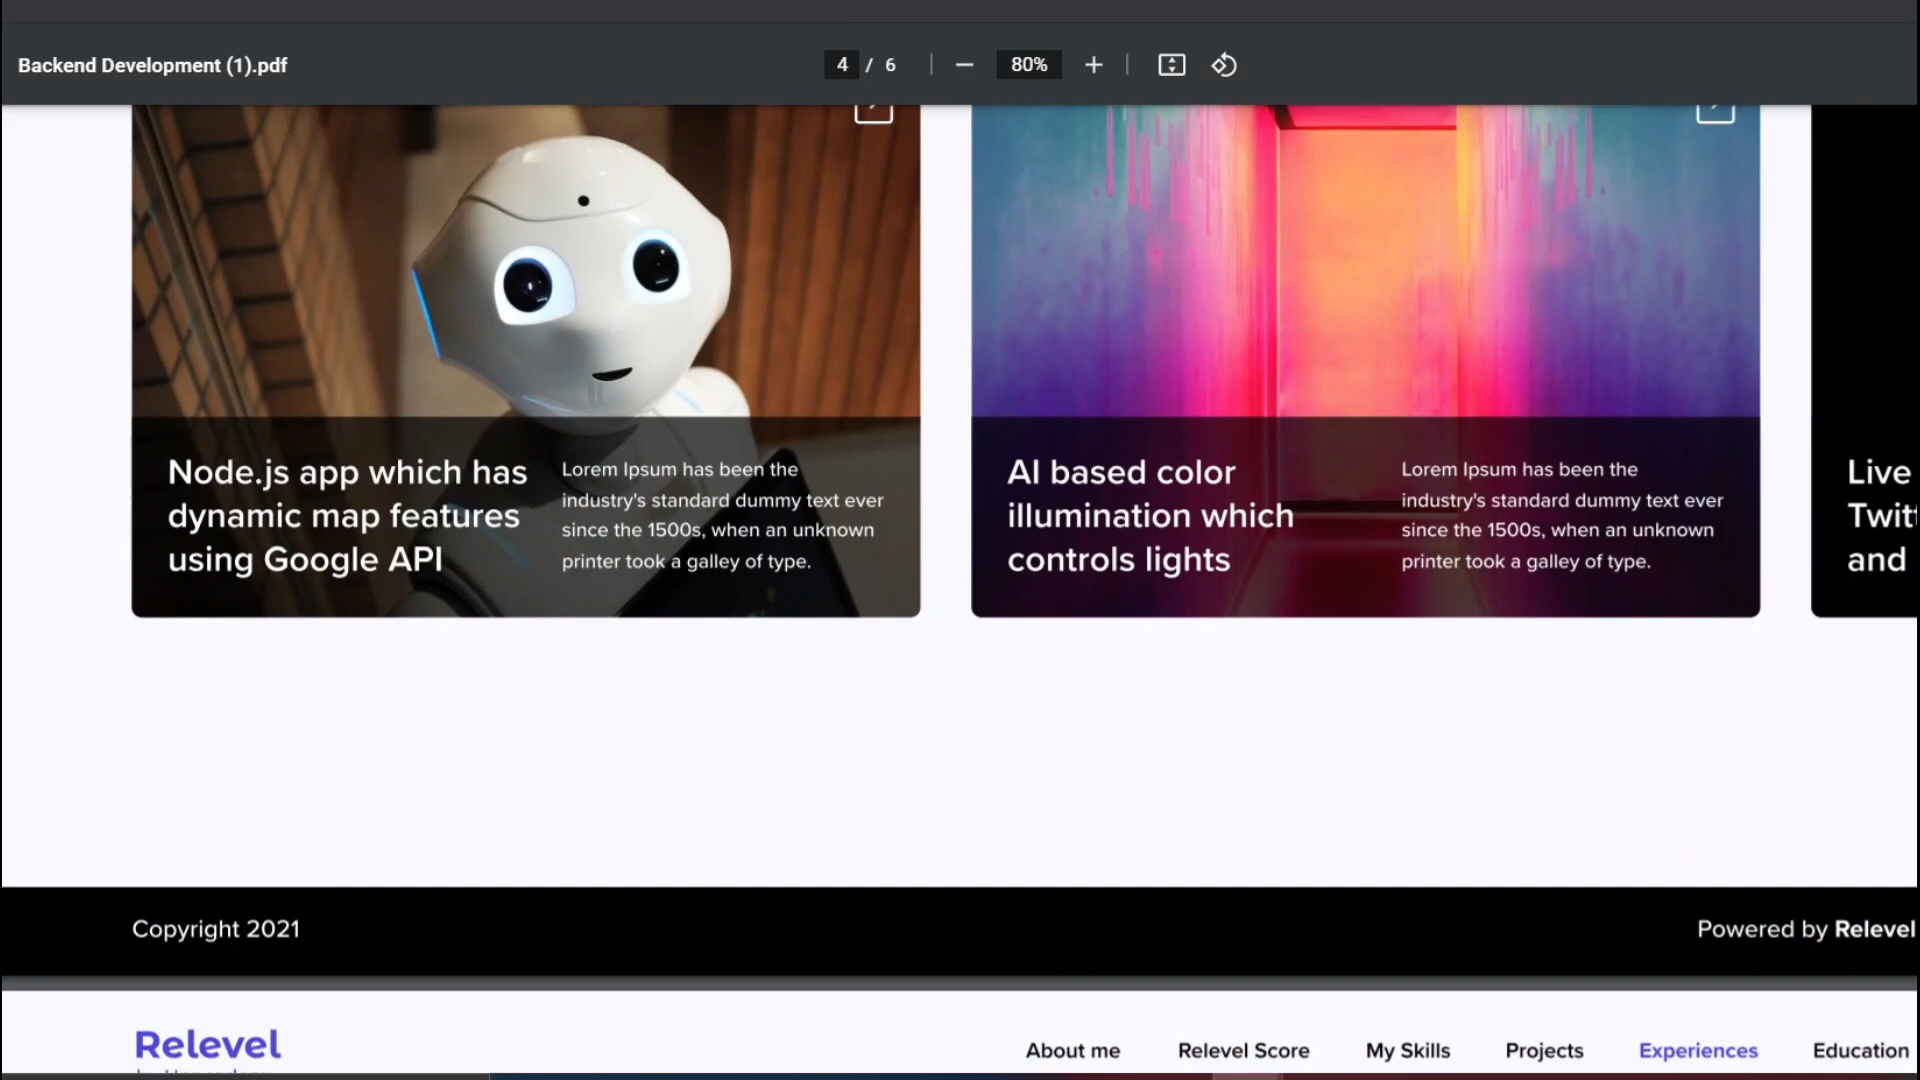 Backend Development (1).pdf
4 / 6
80%
Node.js app which has
dynamic map features
using Google API
Lorem Ipsum has been the
industry's standard dummy text ever
since the 1500s, when an unknown
printer took a galley of type.
AI based color
illumination which
controls lights
Lorem Ipsum has been the
industry's standard dummy text ever
since the 1500s, when an unknown
printer took a galley of type.
Live
and
Copyright 2021
Powered by Relevel
Relevel
About me Relevel Score My Skills Projects Experiences Education